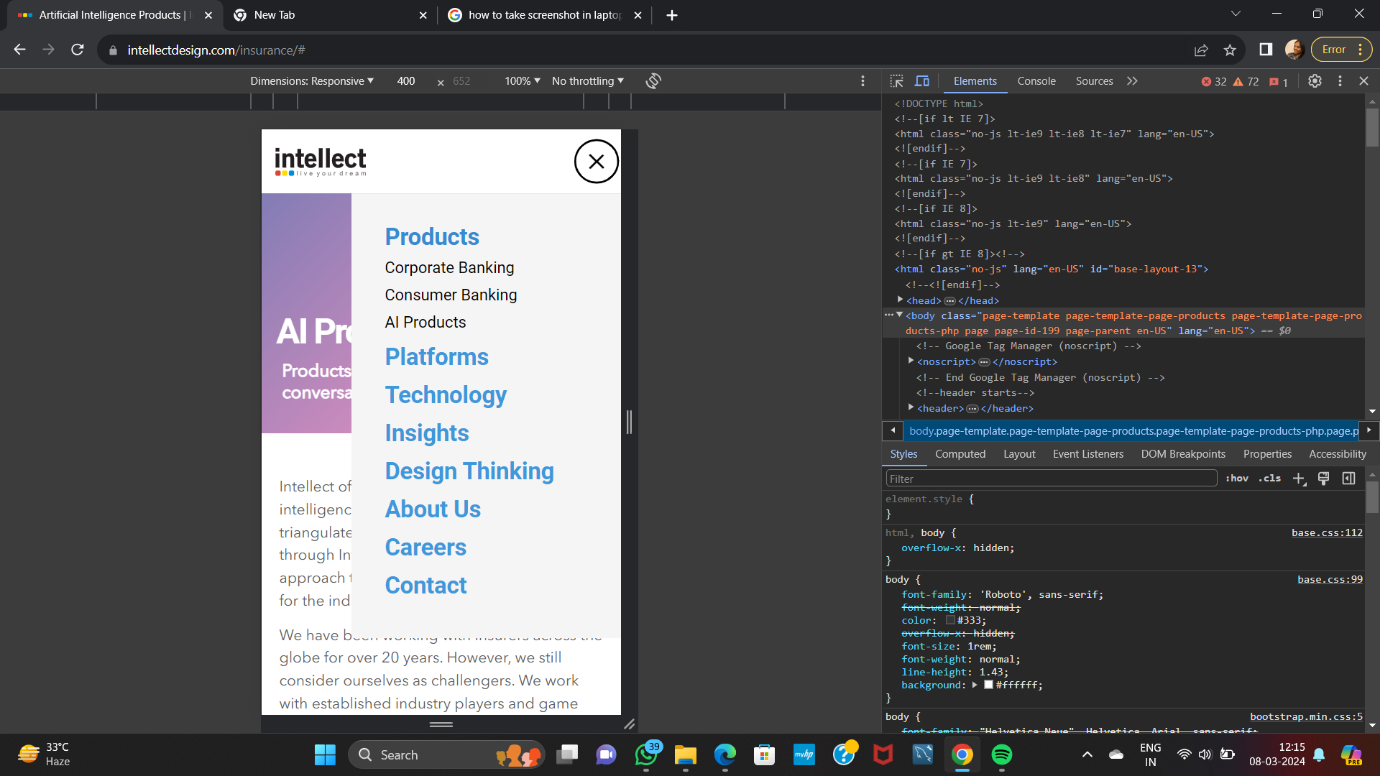 Artificial Intelligence Products |
New Tab
how to take screenshot in laptop
intellectdesign.com/insurance/#
Error
Dimensions: Responsive 400 × 652 100% No throttling
Elements Console Sources 32 72 1
intellect
live your dream
AI Pr
Products
conversa
Products
Corporate Banking
Consumer Banking
AI Products
Platforms
Technology
Insights
Design Thinking
About Us
Careers
Contact
Intellect of
intelligenc
triangulate
through In
approach t
for the ind
We have been working with insurers across the
globe for over 20 years. However, we still
consider ourselves as challengers. We work
with established industry players and game
<!DOCTYPE html>
<!--[if lt IE 7]>
<html class="no-js lt-ie9 lt-ie8 lt-ie7" lang="en-US">
<![endif]-->
<!--[if IE 7]>
<html class="no-js lt-ie9 lt-ie8" lang="en-US">
<![endif]-->
<!--[if IE 8]>
<html class="no-js lt-ie9" lang="en-US">
<![endif]-->
<!--[if gt IE 8]><!-->
<html class="no-js" lang="en-US" id="base-layout-13">
<!--<![endif]-->
<head> … </head>
<body class="page-template page-template-page-products page-template-page-pro
ducts-php page page-id-199 page-parent en-US" lang="en-US"> == $0
<!-- Google Tag Manager (noscript) -->
<noscript> … </noscript>
<!-- End Google Tag Manager (noscript) -->
<!--header starts-->
<header> … </header>
body.page-template.page-template-page-products.page-template-page-products-php.page.p
Styles Computed Layout Event Listeners DOM Breakpoints Properties Accessibility
Filter :hov .cls
element.style {
}
html, body { base.css:112
overflow-x: hidden;
}
body { base.css:99
font-family: 'Roboto', sans-serif;
font-weight: normal;
color: #333;
overflow-x: hidden;
font-size: 1rem;
font-weight: normal;
line-height: 1.43;
background: #ffffff;
}
body { bootstrap.min.css:5
font-family: "Helvetica Neue", Helvetica, Arial, sans-serif;
33°C
Haze
Search
39
mvhp
ENG
IN
12:15
08-03-2024
PRE